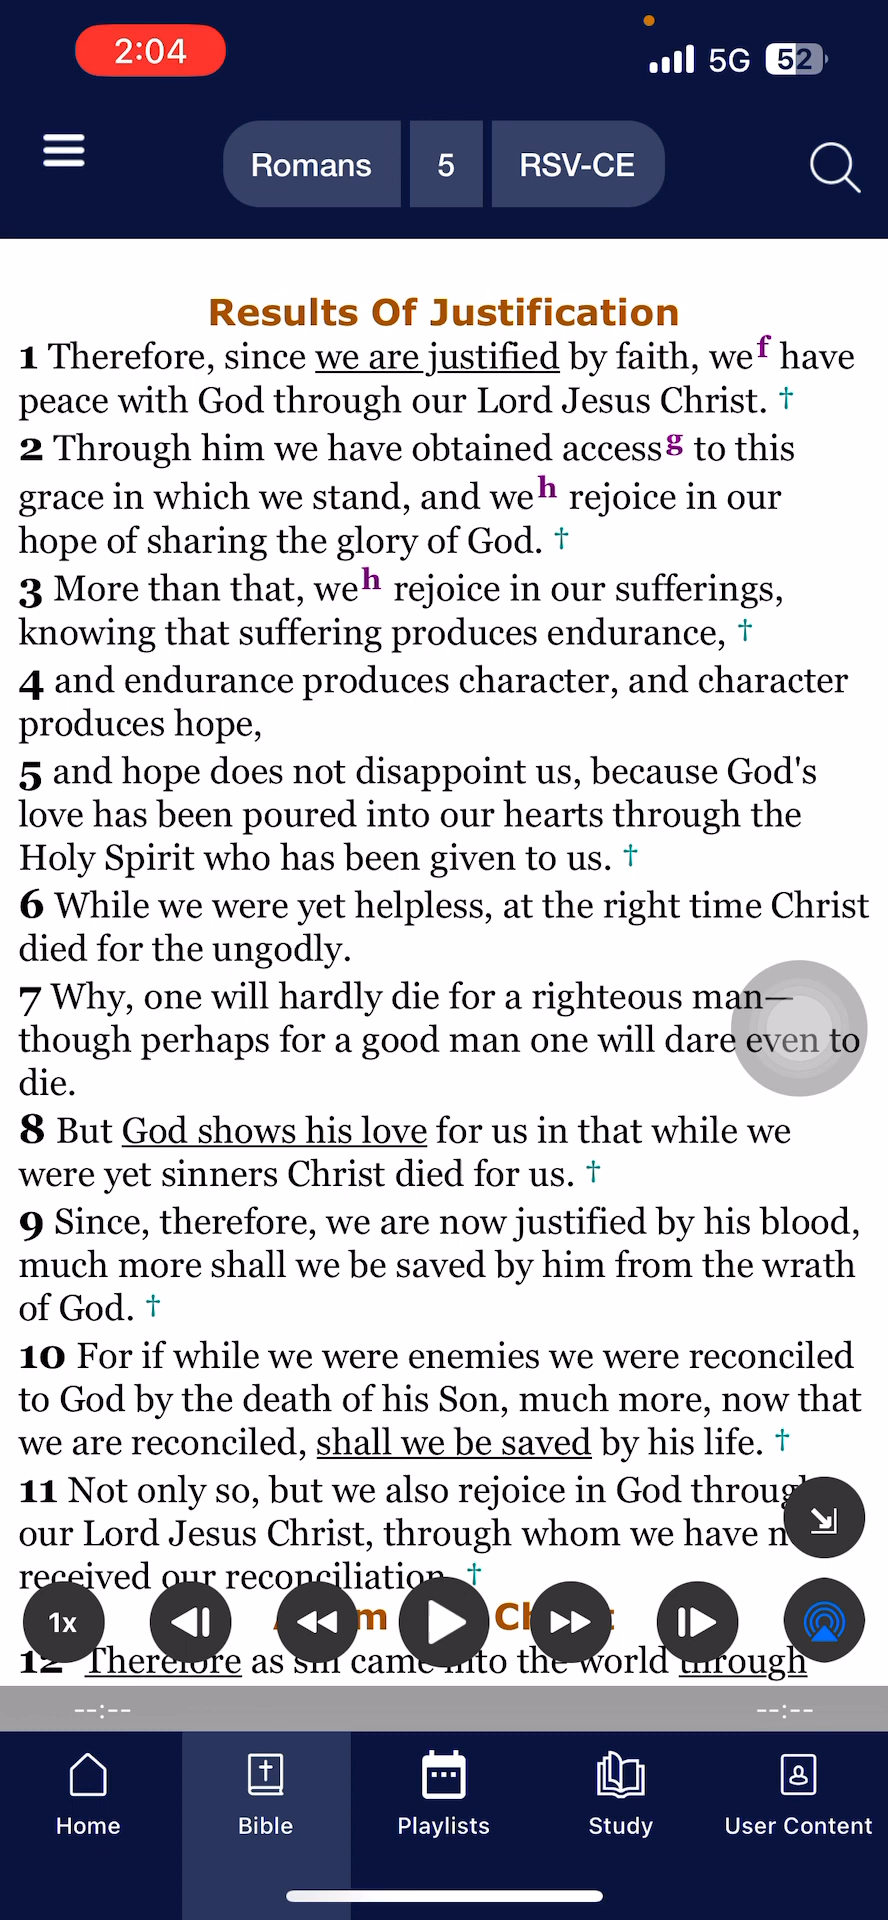 2:04 5G 52
Romans 5 RSV-CE
Results Of Justification
1 Therefore, since we are justified by faith, we f have
peace with God through our Lord Jesus Christ. †
2 Through him we have obtained access g to this
grace in which we stand, and we h rejoice in our
hope of sharing the glory of God. †
3 More than that, we h rejoice in our sufferings,
knowing that suffering produces endurance, †
4 and endurance produces character, and character
produces hope,
5 and hope does not disappoint us, because God's
love has been poured into our hearts through the
Holy Spirit who has been given to us. †
6 While we were yet helpless, at the right time Christ
died for the ungodly.
7 Why, one will hardly die for a righteous man—
though perhaps for a good man one will dare even to
die.
8 But God shows his love for us in that while we
were yet sinners Christ died for us. †
9 Since, therefore, we are now justified by his blood,
much more shall we be saved by him from the wrath
of God. †
10 For if while we were enemies we were reconciled
to God by the death of his Son, much more, now that
we are reconciled, shall we be saved by his life. †
11 Not only so, but we also rejoice in God through
our Lord Jesus Christ, through whom we have n
received our reconciliation. †
1x
12 Therefore as sin came into the world through
--:-- --:--
Home Bible Playlists Study User Content